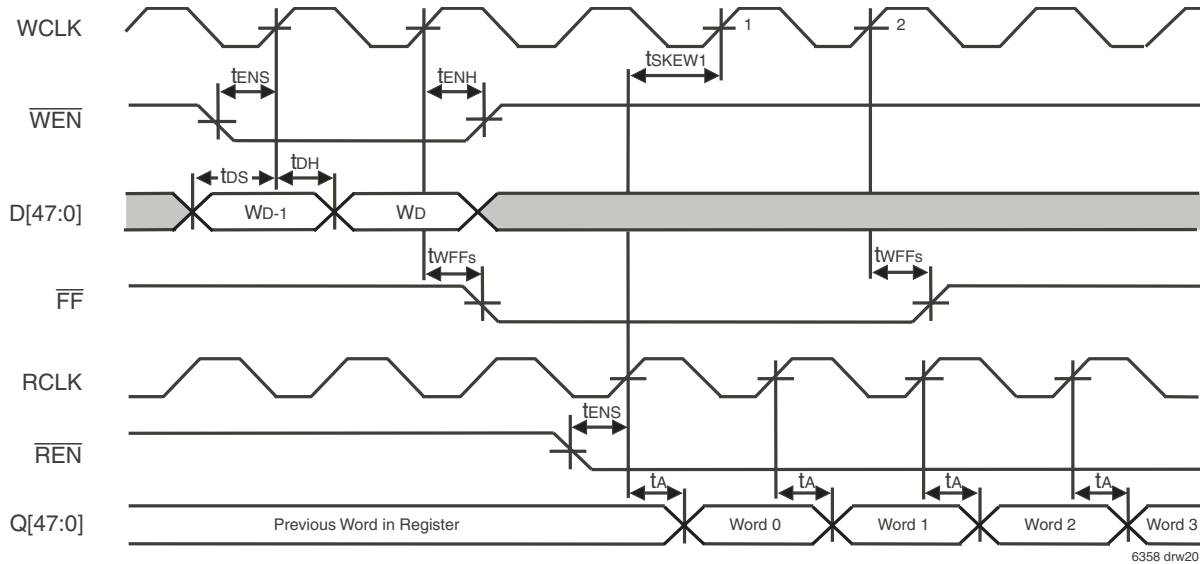 WCLK
1
2
tSKEW1
tENS
tENH
WEN
tDS
tDH
D[47:0]
WD-1
WD
tWFFs
tWFFs
FF
RCLK
tENS
REN
tA
tA
tA
tA
Q[47:0]
Previous Word in Register
Word 0
Word 1
Word 2
Word 3
6358 drw20